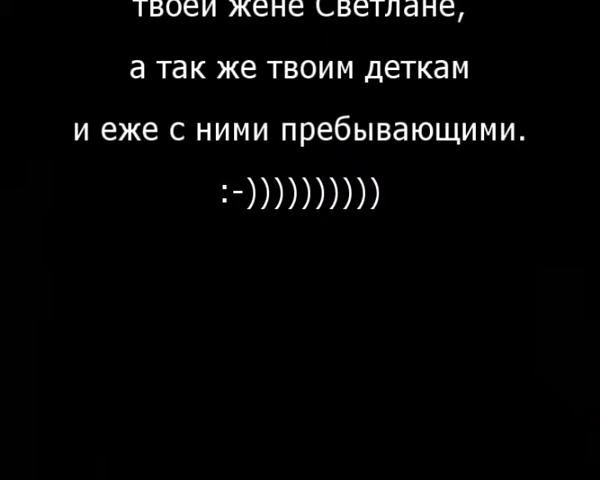 твоей жене Светлане,
а так же твоим деткам
и еже с ними пребывающими.
:-))))))))))